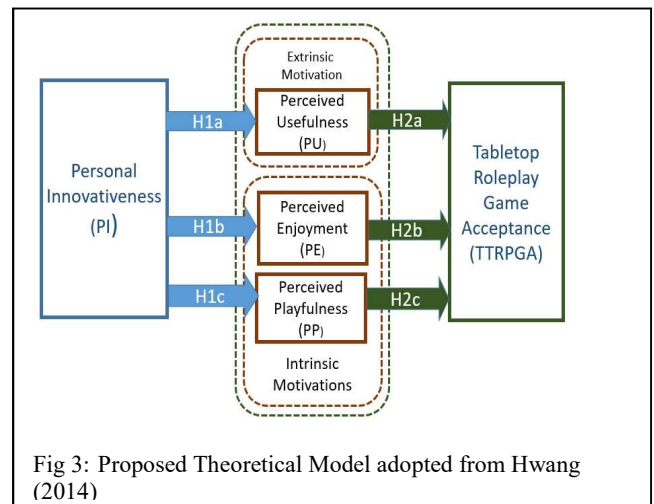 Personal
Innovativeness
(PI)
H1a
H1b
H1c
Extrinsic
Motivation
Perceived
Usefulness
(PU)
Perceived
Enjoyment
(PE)
Perceived
Playfulness
(PP)
Intrinsic
Motivations
H2a
H2b
H2c
Tabletop
Roleplay
Game
Acceptance
(TTRPGA)
Fig 3: Proposed Theoretical Model adopted from Hwang
(2014)